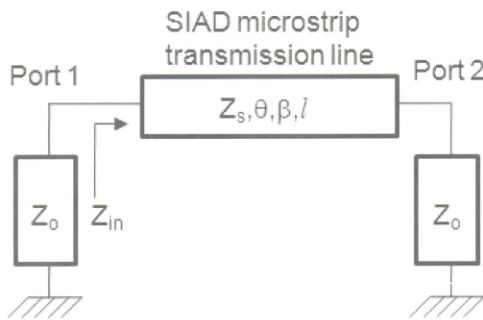 SIAD microstrip
transmission line
Port 1
Port 2
Zₛ,θ,β,l
Zₒ
Zᵢₙ
Zₒ